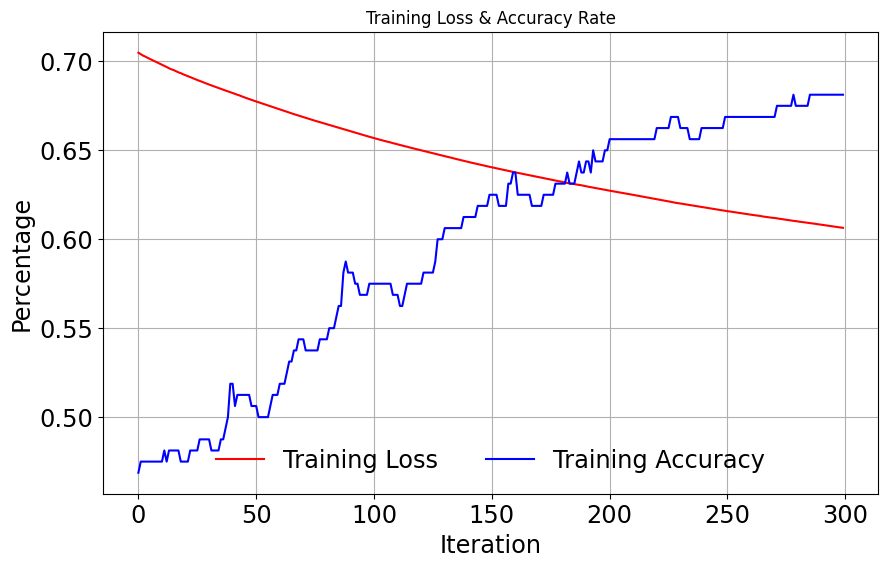 Training Loss & Accuracy Rate
0.70
0.65
0.60
0.55
0.50
Percentage
Training Loss
Training Accuracy
0 50 100 150 200 250 300
Iteration